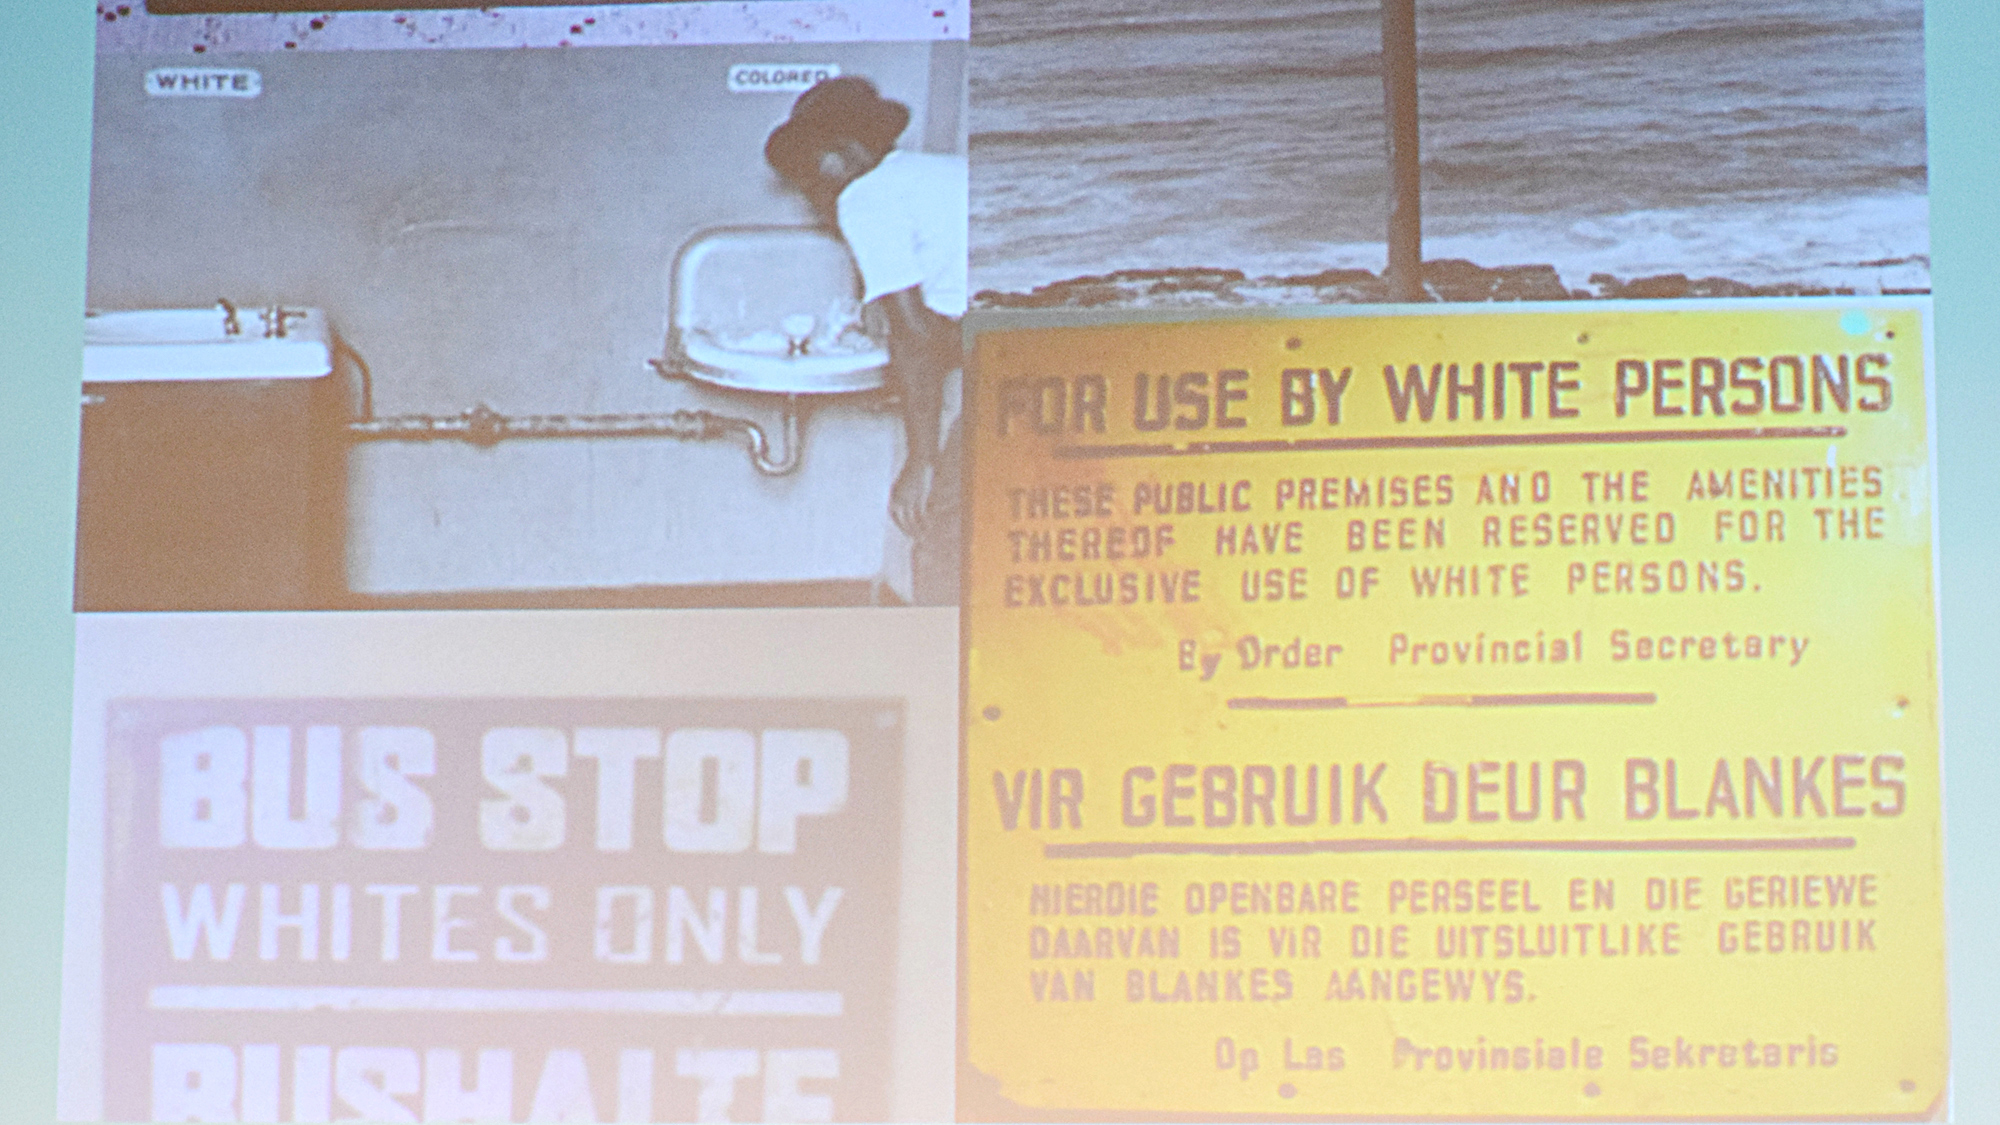 WHITE
COLORED
BUS STOP
WHITES ONLY
BUSHALTE
FOR USE BY WHITE PERSONS
THESE PUBLIC PREMISES AND THE AMENITIES
THEREOF HAVE BEEN RESERVED FOR THE
EXCLUSIVE USE OF WHITE PERSONS.
By Order Provincial Secretary
VIR GEBRUIK DEUR BLANKES
HIERDIE OPENBARE PERSEEL EN DIE GERIEWE
DAARVAN IS VIR DIE UITSLUITLIKE GEBRUIK
VAN BLANKES AANGEWYS.
Op Las Provinsiale Sekretaris